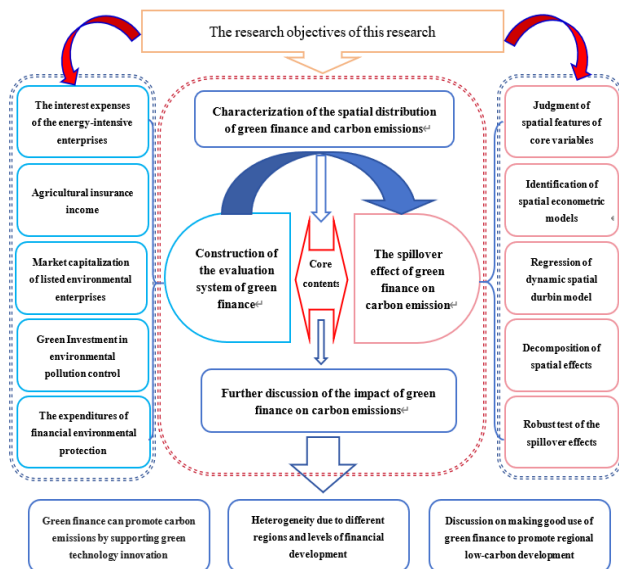 The research objectives of this research
The interest expenses
of the energy-intensive
enterprises
Agricultural insurance
income
Market capitalization
of listed environmental
enterprises
Green Investment in
environmental
pollution control
The expenditures of
financial environmental
protection
Characterization of the spatial distribution
of green finance and carbon emissions↵
Construction of
the evaluation
system of green
finance↵
Core
contents
The spillover
effect of green
finance on
carbon emission↵
Further discussion of the impact of green
finance on carbon emissions↵
Judgment of
spatial features of
core variables
Identification of
spatial econometric
models
Regression of
dynamic spatial
durbin model
Decomposition of
spatial effects
Robust test of the
spillover effects
Green finance can promote carbon
emissions by supporting green
technology innovation
Heterogeneity due to different
regions and levels of financial
development
Discussion on making good use of
green finance to promote regional
low-carbon development